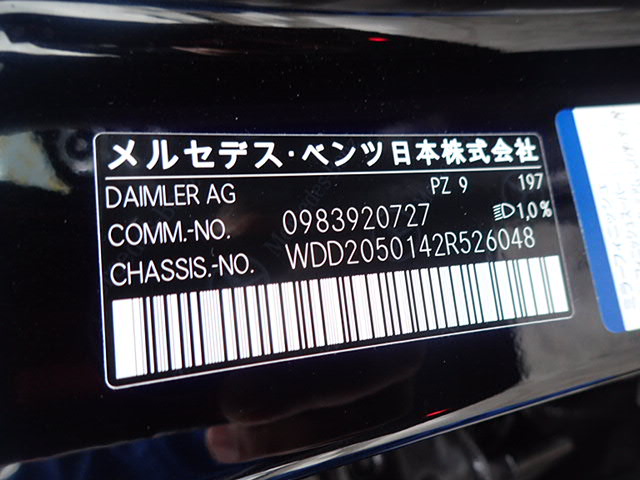 メルセデス・ベンツ日本株式会社
DAIMLER AG PZ 9 197
COMM.-NO. 0983920727 1,0%
CHASSIS.-NO. WDD2050142R526048